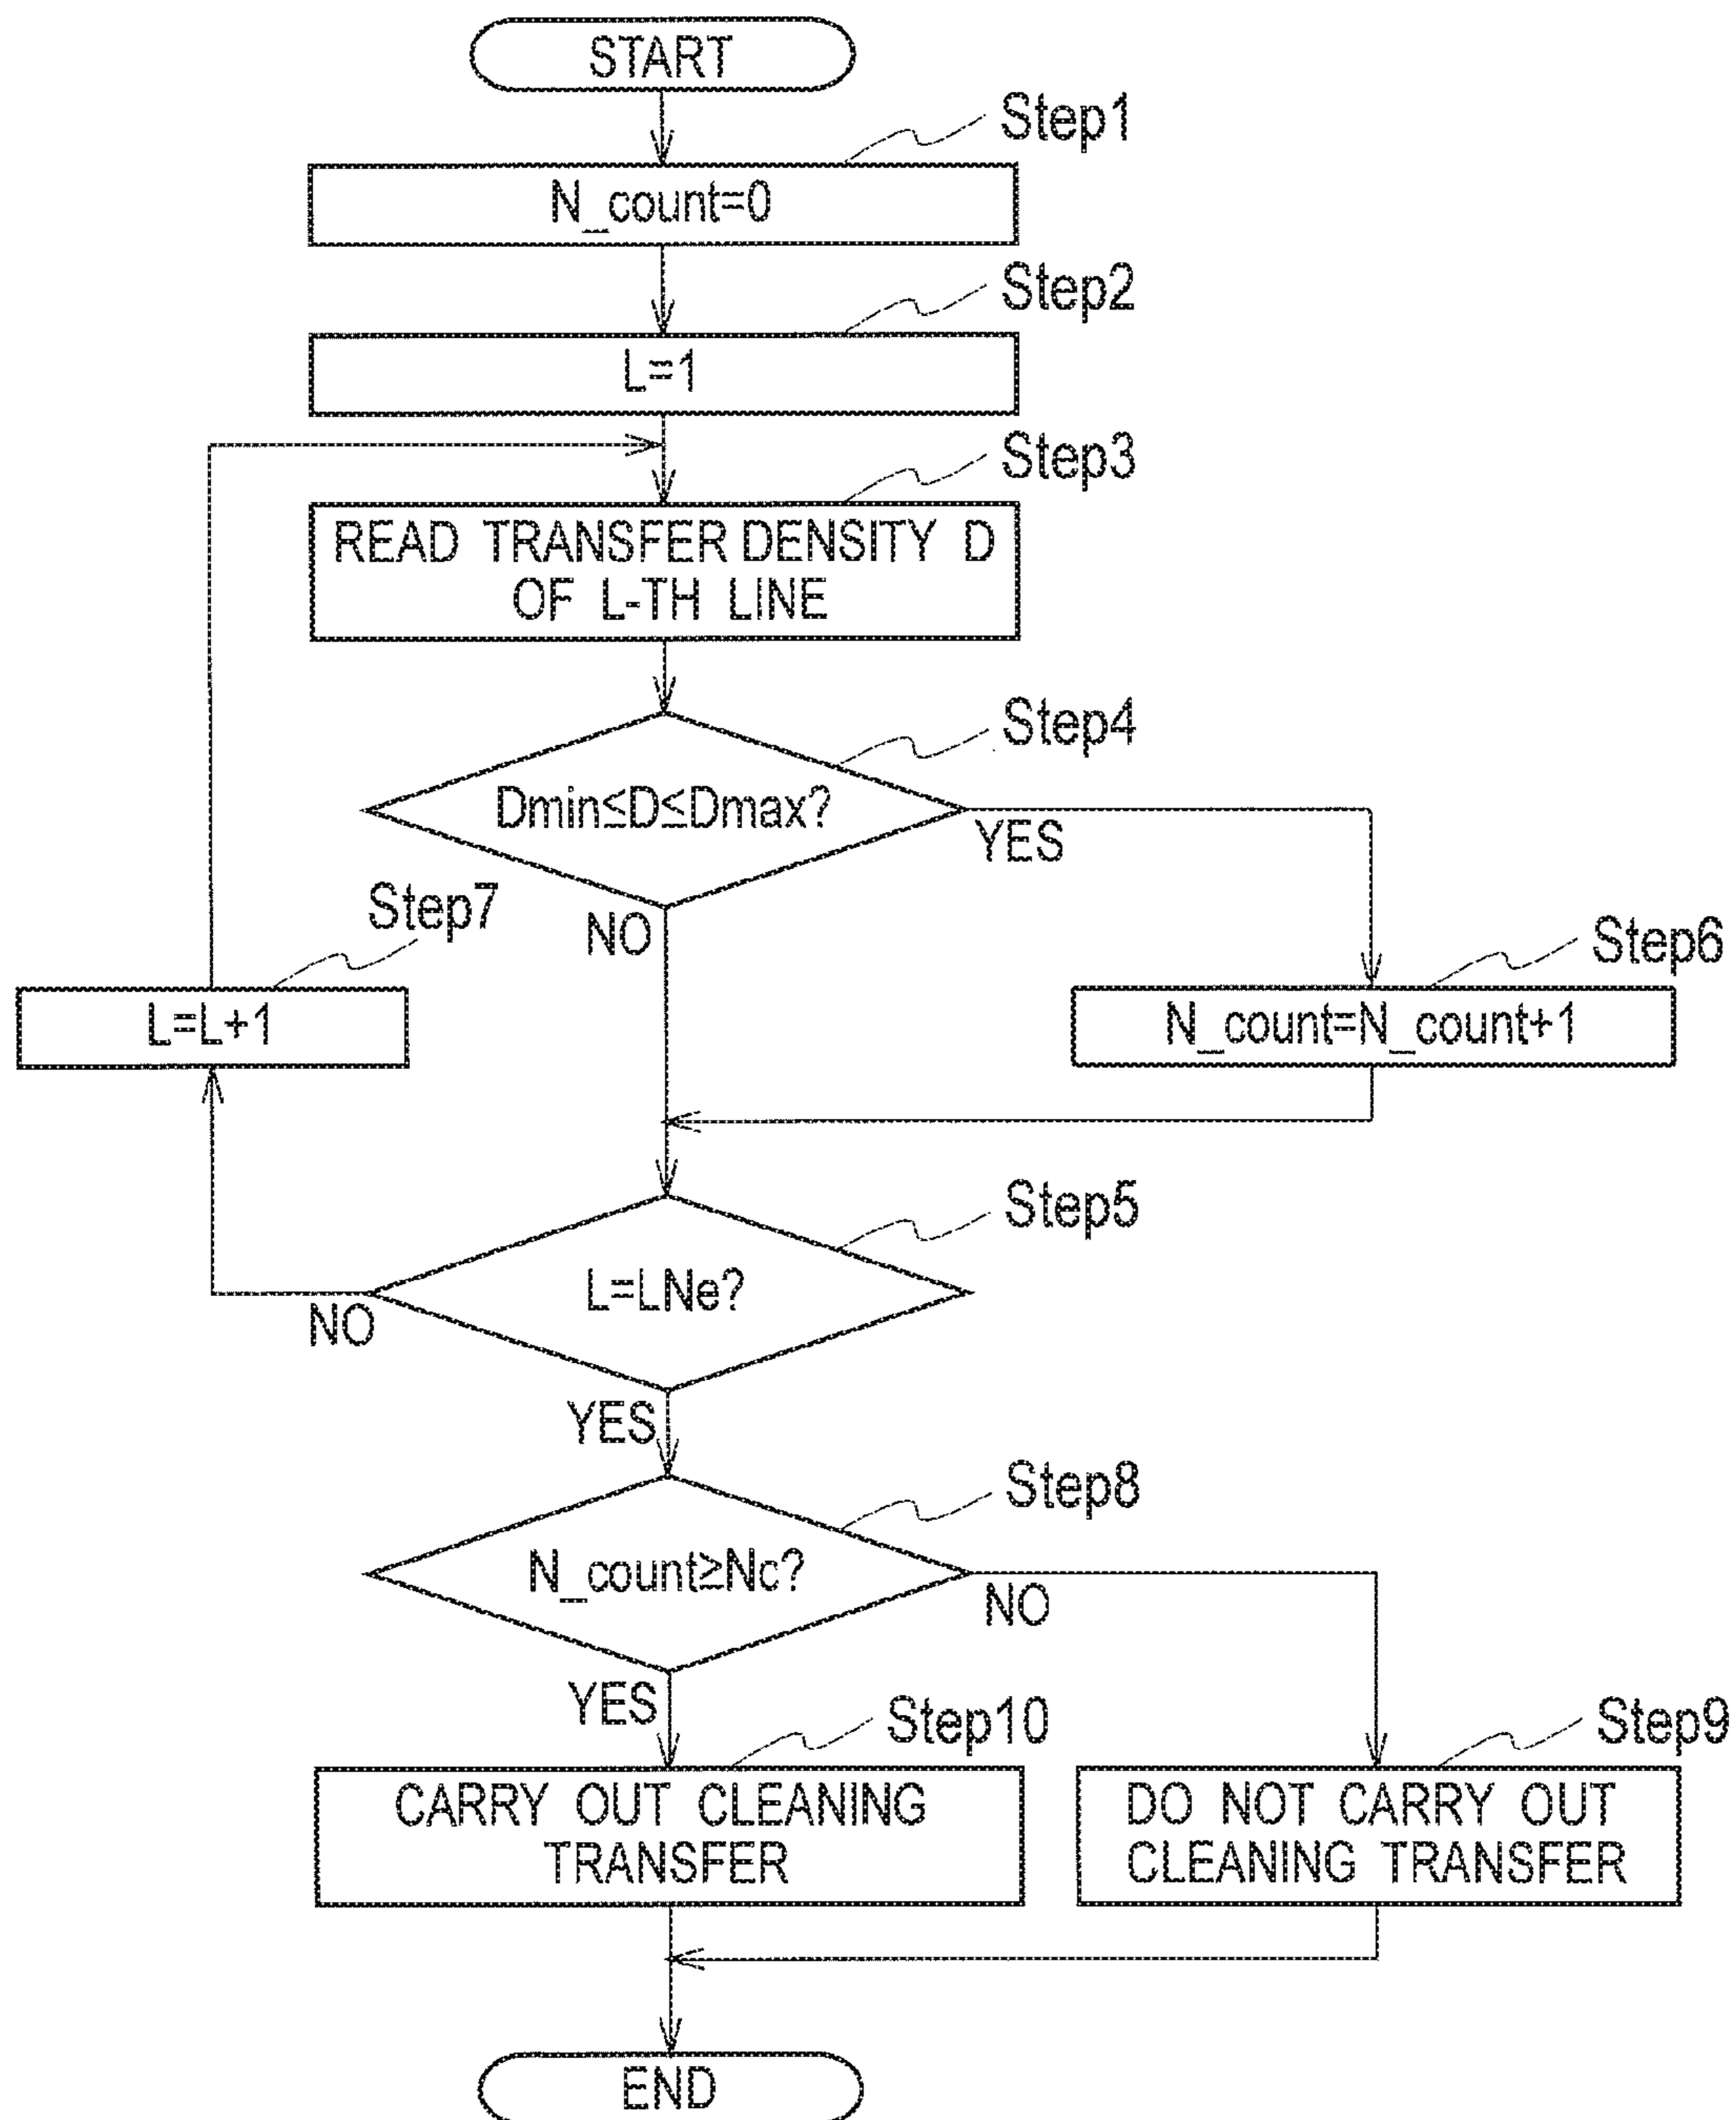 START
Step1
N_count=0
Step2
L=1
Step3
READ TRANSFER DENSITY D
OF L-TH LINE
Step4
Dmin≦D≦Dmax?
YES
NO
Step7
L=L+1
Step6
N_count=N_count+1
Step5
L=LNe?
NO
YES
Step8
N_count≧Nc?
NO
YES
Step10
CARRY OUT CLEANING
TRANSFER
Step9
DO NOT CARRY OUT
CLEANING TRANSFER
END